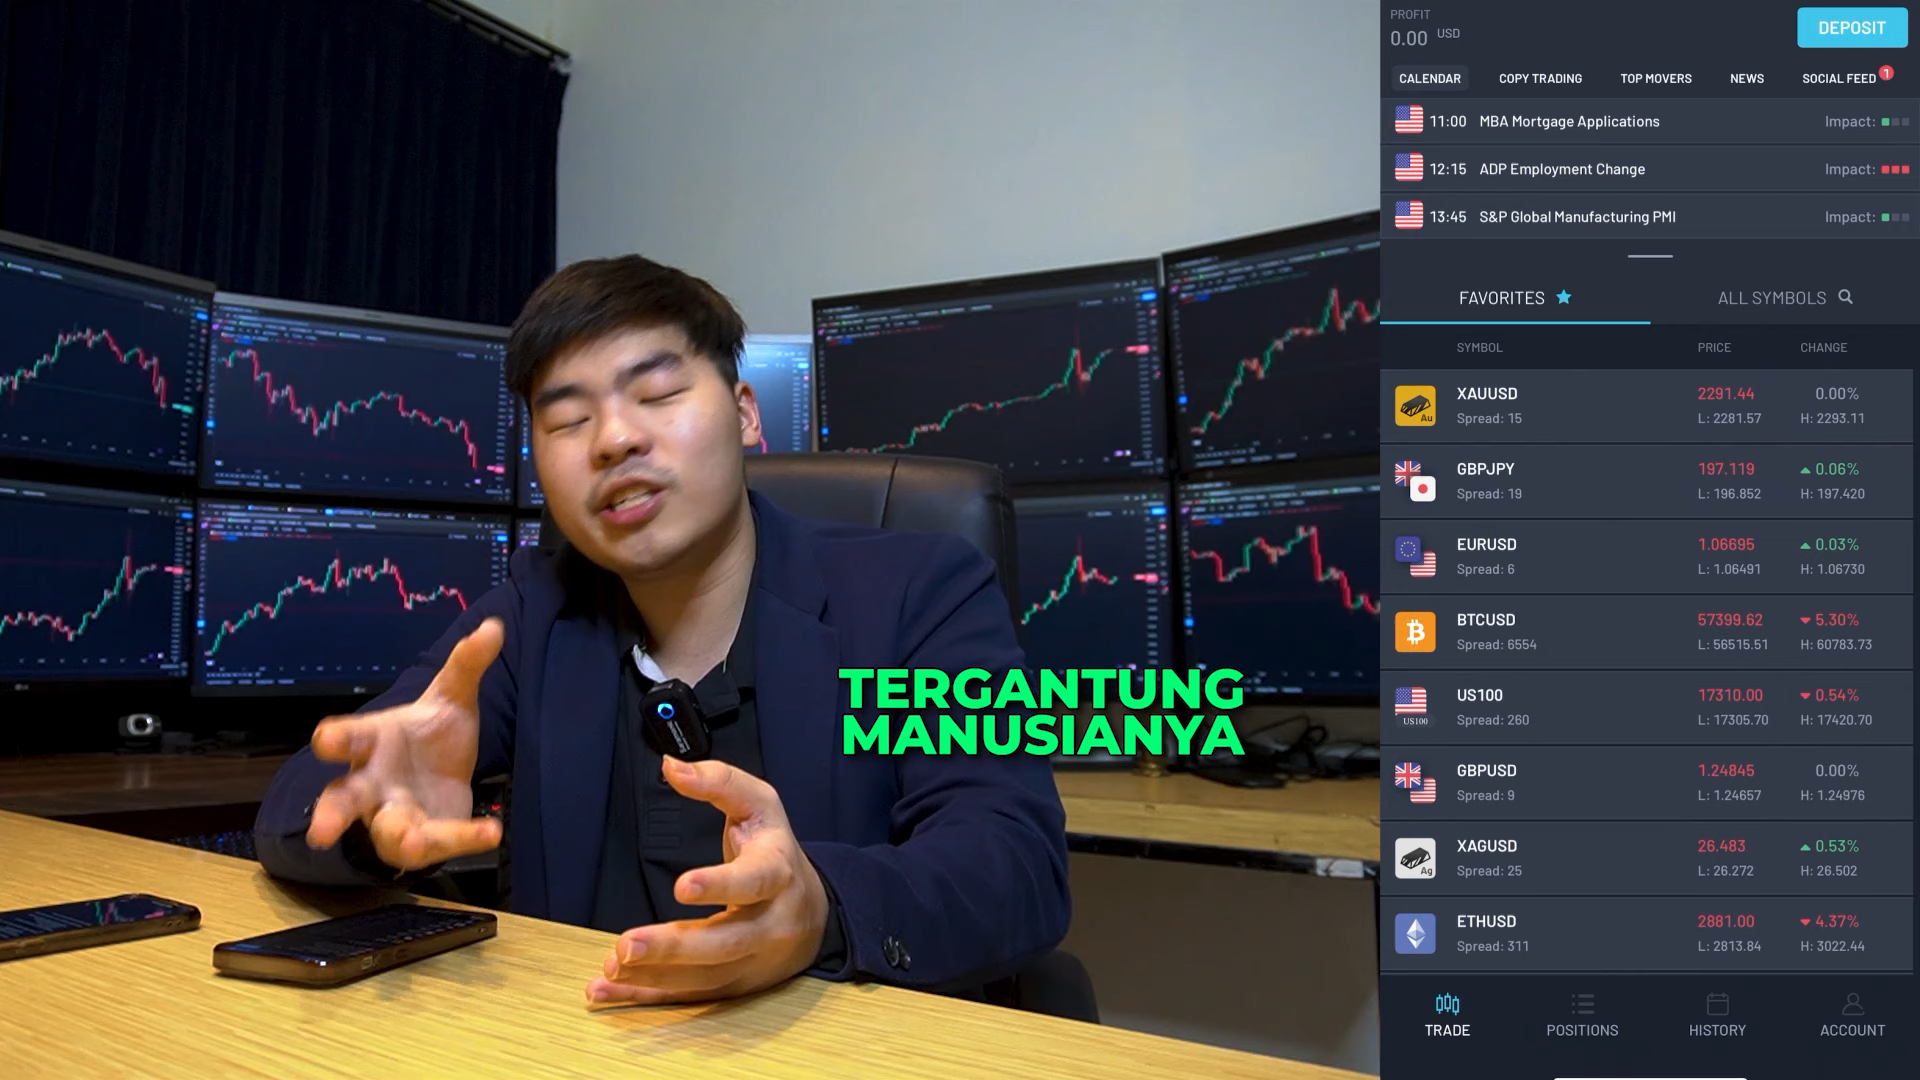 TERGANTUNG
MANUSIANYA
PROFIT
0.00 USD
DEPOSIT
CALENDAR COPY TRADING TOP MOVERS NEWS SOCIAL FEED 1
11:00 MBA Mortgage Applications Impact:
12:15 ADP Employment Change Impact:
13:45 S&P Global Manufacturing PMI Impact:
FAVORITES ALL SYMBOLS
SYMBOL PRICE CHANGE
XAUUSD 2291.44 0.00%
Au
Spread: 15 L: 2281.57 H: 2293.11
GBPJPY 197.119 0.06%
Spread: 19 L: 196.852 H: 197.420
EURUSD 1.06695 0.03%
Spread: 6 L: 1.06491 H: 1.06730
BTCUSD 57399.62 5.30%
Spread: 6554 L: 56515.51 H: 60783.73
US100 17310.00 0.54%
US100
Spread: 260 L: 17305.70 H: 17420.70
GBPUSD 1.24845 0.00%
Spread: 9 L: 1.24657 H: 1.24976
XAGUSD 26.483 0.53%
Ag
Spread: 25 L: 26.272 H: 26.502
ETHUSD 2881.00 4.37%
Spread: 311 L: 2813.84 H: 3022.44
TRADE POSITIONS HISTORY ACCOUNT